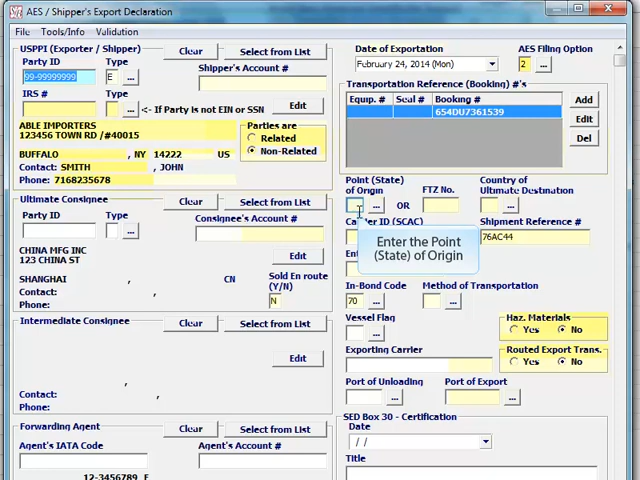 AES / Shipper's Export Declaration
File Tools/Info Validation
USPPI (Exporter / Shipper) Clear Select from List
Party ID Type Shipper's Account #
99-99999999 E ...
IRS # Type
... <- If Party is not EIN or SSN Edit
ABLE IMPORTERS
123456 TOWN RD /#40015
BUFFALO , NY 14222 US
Contact: SMITH , JOHN
Phone: 7168235678
Parties are
Related
Non-Related
Ultimate Consignee Clear Select from List
Party ID Type Consignee's Account #
...
CHINA MFG INC
123 CHINA ST
Edit
SHANGHAI , CN
Contact: ,
Phone:
Sold En route
(Y/N)
N
Intermediate Consignee Clear Select from List
Edit
,
Contact: ,
Phone:
Forwarding Agent Clear Select from List
Agent's IATA Code Agent's Account #
12-3456789 E
Date of Exportation AES Filing Option
February 24, 2014 (Mon) 2 ...
Transportation Reference (Booking) #'s
Equip. # Seal # Booking #
654DU7361539
Add
Edit
Del
Point (State)
of Origin
... OR
FTZ No.
Country of
Ultimate Destination
...
Carrier ID (SCAC) Shipment Reference #
76AC44
Enter the Point
(State) of Origin
In-Bond Code Method of Transportation
70 ... ...
Vessel Flag
...
Haz. Materials
Yes No
Exporting Carrier
Routed Export Trans.
Yes No
Port of Unloading Port of Export
... ...
SED Box 30 - Certification
Date
/ /
Title